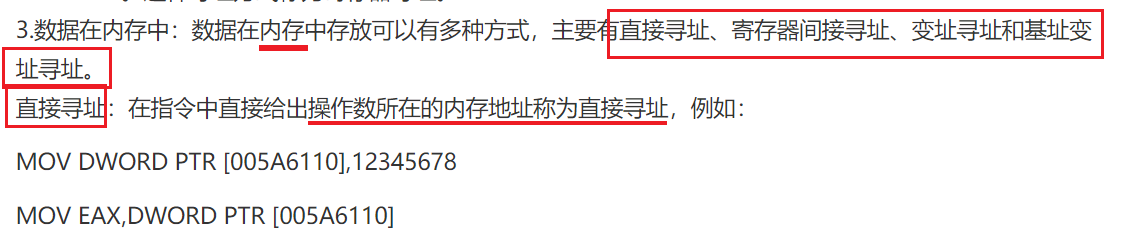 3.数据在内存中：数据在内存中存放可以有多种方式，主要有直接寻址、寄存器间接寻址、变址寻址和基址变
址寻址。
直接寻址：在指令中直接给出操作数所在的内存地址称为直接寻址，例如：
MOV DWORD PTR [005A6110],12345678
MOV EAX,DWORD PTR [005A6110]